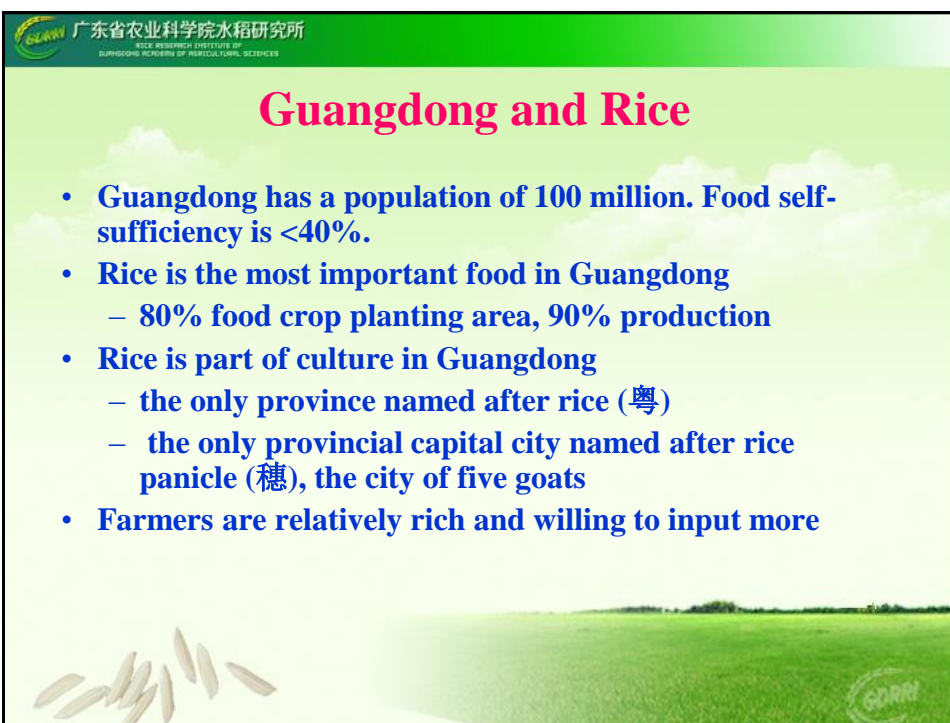 GDRRI 广东省农业科学院水稻研究所
RICE RESEARCH INSTITUTE OF
GUANGDONG ACADEMY OF AGRICULTURAL SCIENCES
Guangdong and Rice
• Guangdong has a population of 100 million. Food self-
sufficiency is <40%.
• Rice is the most important food in Guangdong
– 80% food crop planting area, 90% production
• Rice is part of culture in Guangdong
– the only province named after rice (粤)
– the only provincial capital city named after rice
panicle (穗), the city of five goats
• Farmers are relatively rich and willing to input more
GDRRI